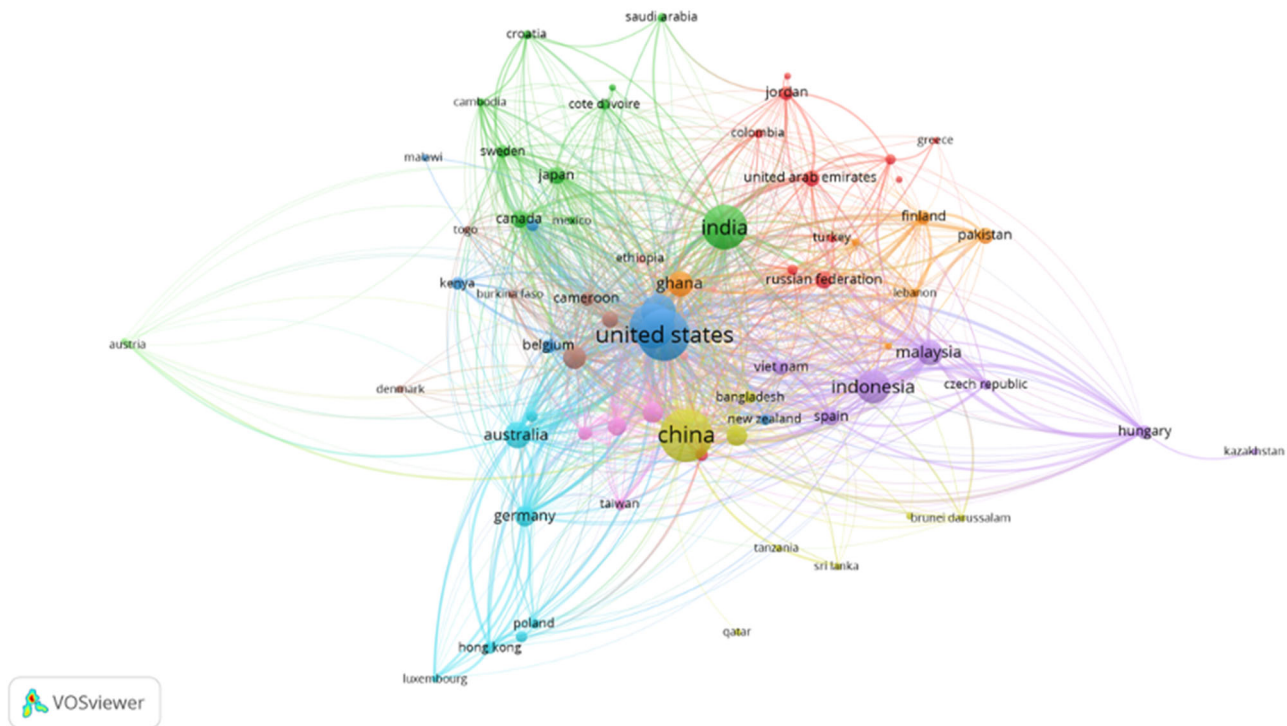 saudi arabia
croatia
jordan
cambodia
cote d ivoire
colombia
greece
sweden
malawi
japan
united arab emirates
canada
mexico
finland
togo
india
turkey
pakistan
ethiopia
kenya
ghana
russian federation
burkina faso
cameroon
lebanon
united states
austria
belgium
malaysia
viet nam
denmark
indonesia
czech republic
bangladesh
new zealand
spain
australia
china
hungary
kazakhstan
taiwan
germany
brunei darussalam
tanzania
sri lanka
poland
qatar
hong kong
luxembourg
VOSviewer